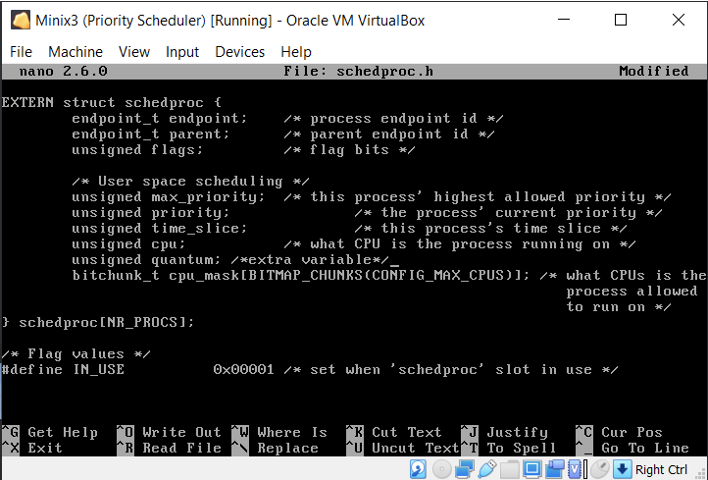 Minix3 (Priority Scheduler) [Running] - Oracle VM VirtualBox
File Machine View Input Devices Help
nano 2.6.0 File: schedproc.h Modified
EXTERN struct schedproc {
endpoint_t endpoint; /* process endpoint id */
endpoint_t parent; /* parent endpoint id */
unsigned flags; /* flag bits */
/* User space scheduling */
unsigned max_priority; /* this process' highest allowed priority */
unsigned priority; /* the process' current priority */
unsigned time_slice; /* this process's time slice */
unsigned cpu; /* what CPU is the process running on */
unsigned quantum; /*extra variable*/
bitchunk_t cpu_mask[BITMAP_CHUNKS(CONFIG_MAX_CPUS)]; /* what CPUs is the
process allowed
to run on */
} schedproc[NR_PROCS];
/* Flag values */
#define IN_USE 0x00001 /* set when 'schedproc' slot in use */
^G Get Help ^O Write Out ^W Where Is ^K Cut Text ^J Justify ^C Cur Pos
^X Exit ^R Read File ^\ Replace ^U Uncut Text ^T To Spell ^_ Go To Line
Right Ctrl